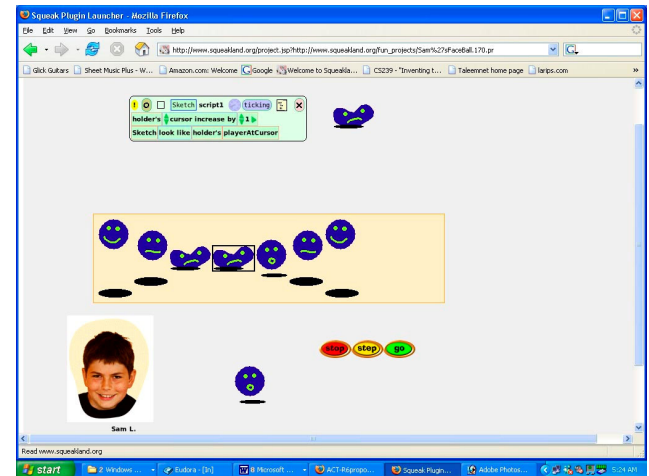 Squeak Plugin Launcher - Mozilla Firefox
File Edit View Go Bookmarks Tools Help
http://www.squeakland.org/project.jsp?http://www.squeakland.org/fun_projects/Sam%27sFaceBall.170.pr
Glick Guitars Sheet Music Plus - W... Amazon.com: Welcome Google Welcome to Squeakla... CS239 - "Inventing t... Taleemnet home page larips.com »
! Sketch script1 ticking
holder's cursor increase by 1
Sketch look like holder's playerAtCursor
stop step go
Sam L.
Read www.squeakland.org
start 2 Windows ... Eudora - [In] 8 Microsoft ... ACT-Repropo... Squeak Plugin... Adobe Photos... 5:24 AM